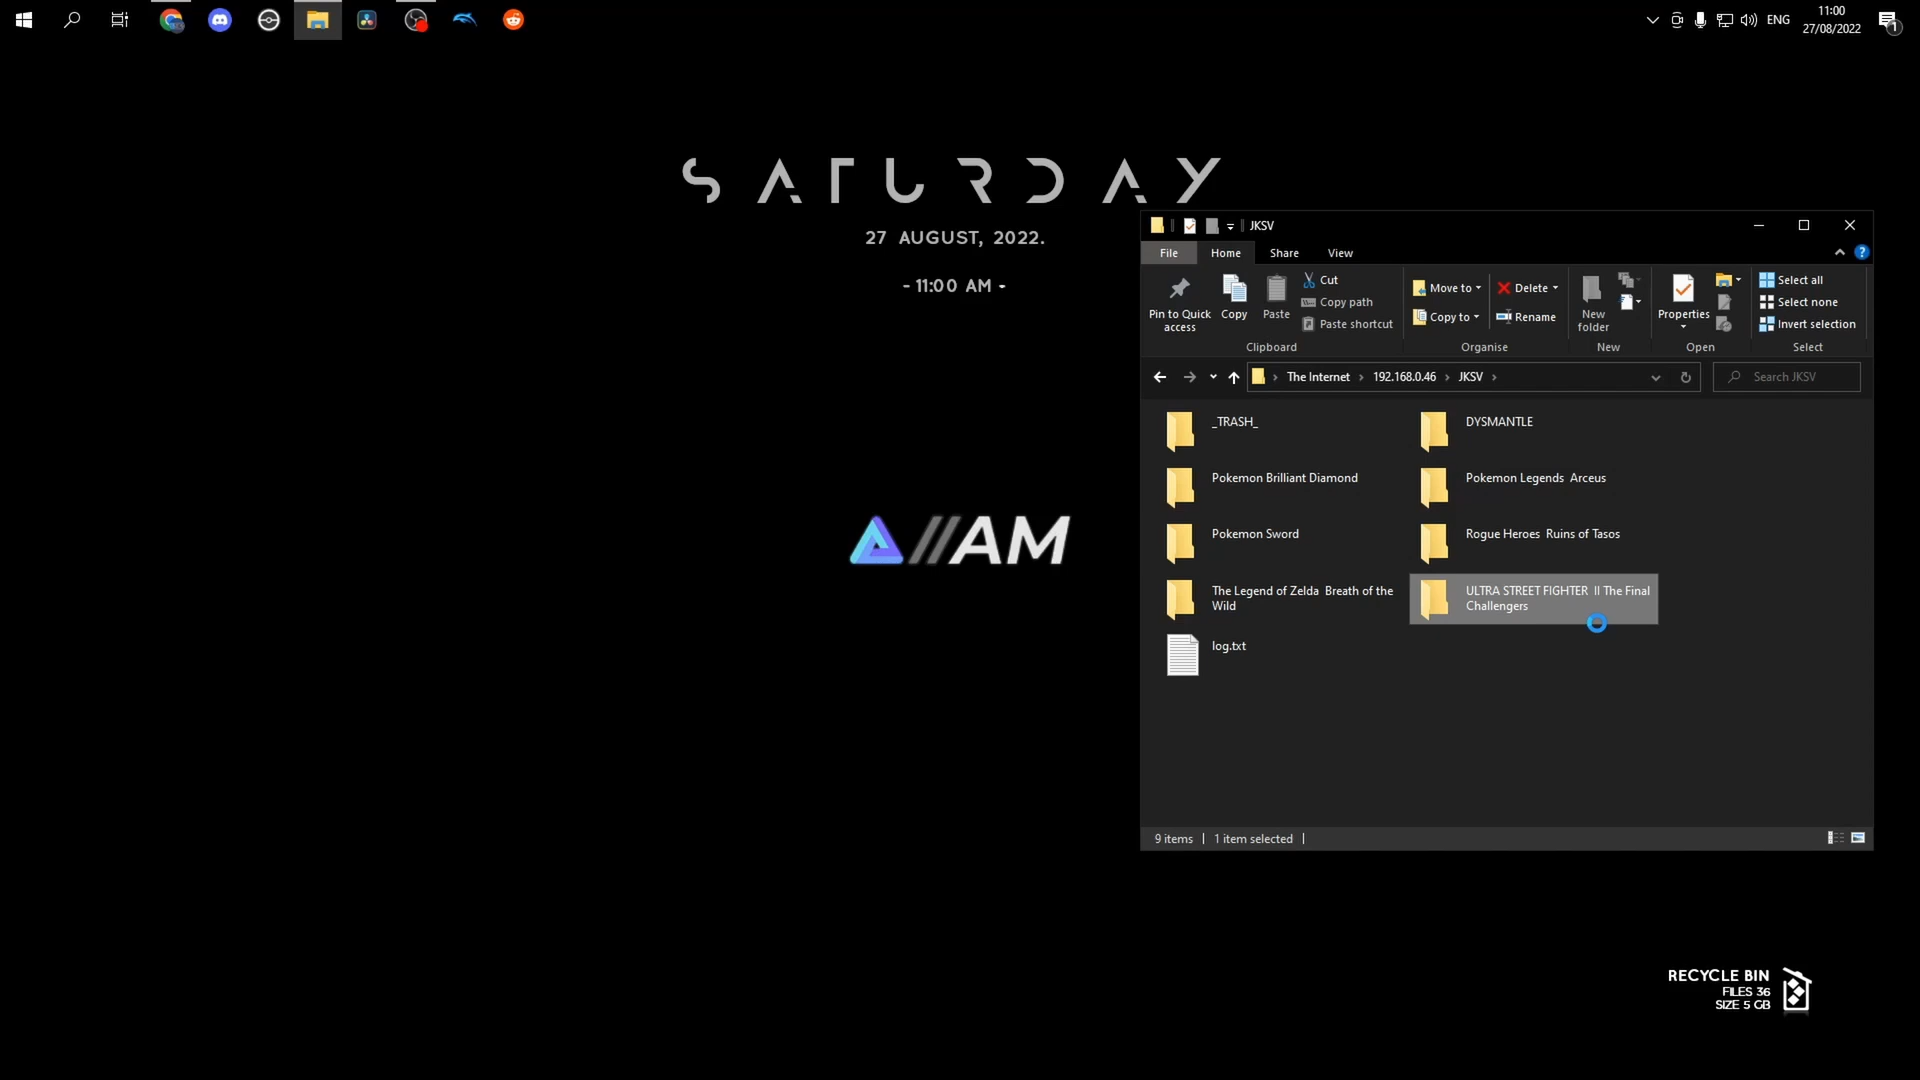 ENG
11:00
27/08/2022
1
SATURDAY
27 AUGUST, 2022.
- 11:00 AM -
//AM
JKSV
File Home Share View
Pin to Quick access
Copy
Paste
Cut
Copy path
Paste shortcut
Clipboard
Move to
Copy to
Delete
Rename
Organise
New folder
New
Properties
Open
Select all
Select none
Invert selection
Select
The Internet > 192.168.0.46 > JKSV >
Search JKSV
_TRASH_
DYSMANTLE
Pokemon Brilliant Diamond
Pokemon Legends  Arceus
Pokemon Sword
Rogue Heroes  Ruins of Tasos
The Legend of Zelda  Breath of the
Wild
ULTRA STREET FIGHTER  II The Final
Challengers
log.txt
9 items
1 item selected
RECYCLE BIN
FILES 36
SIZE 5 GB